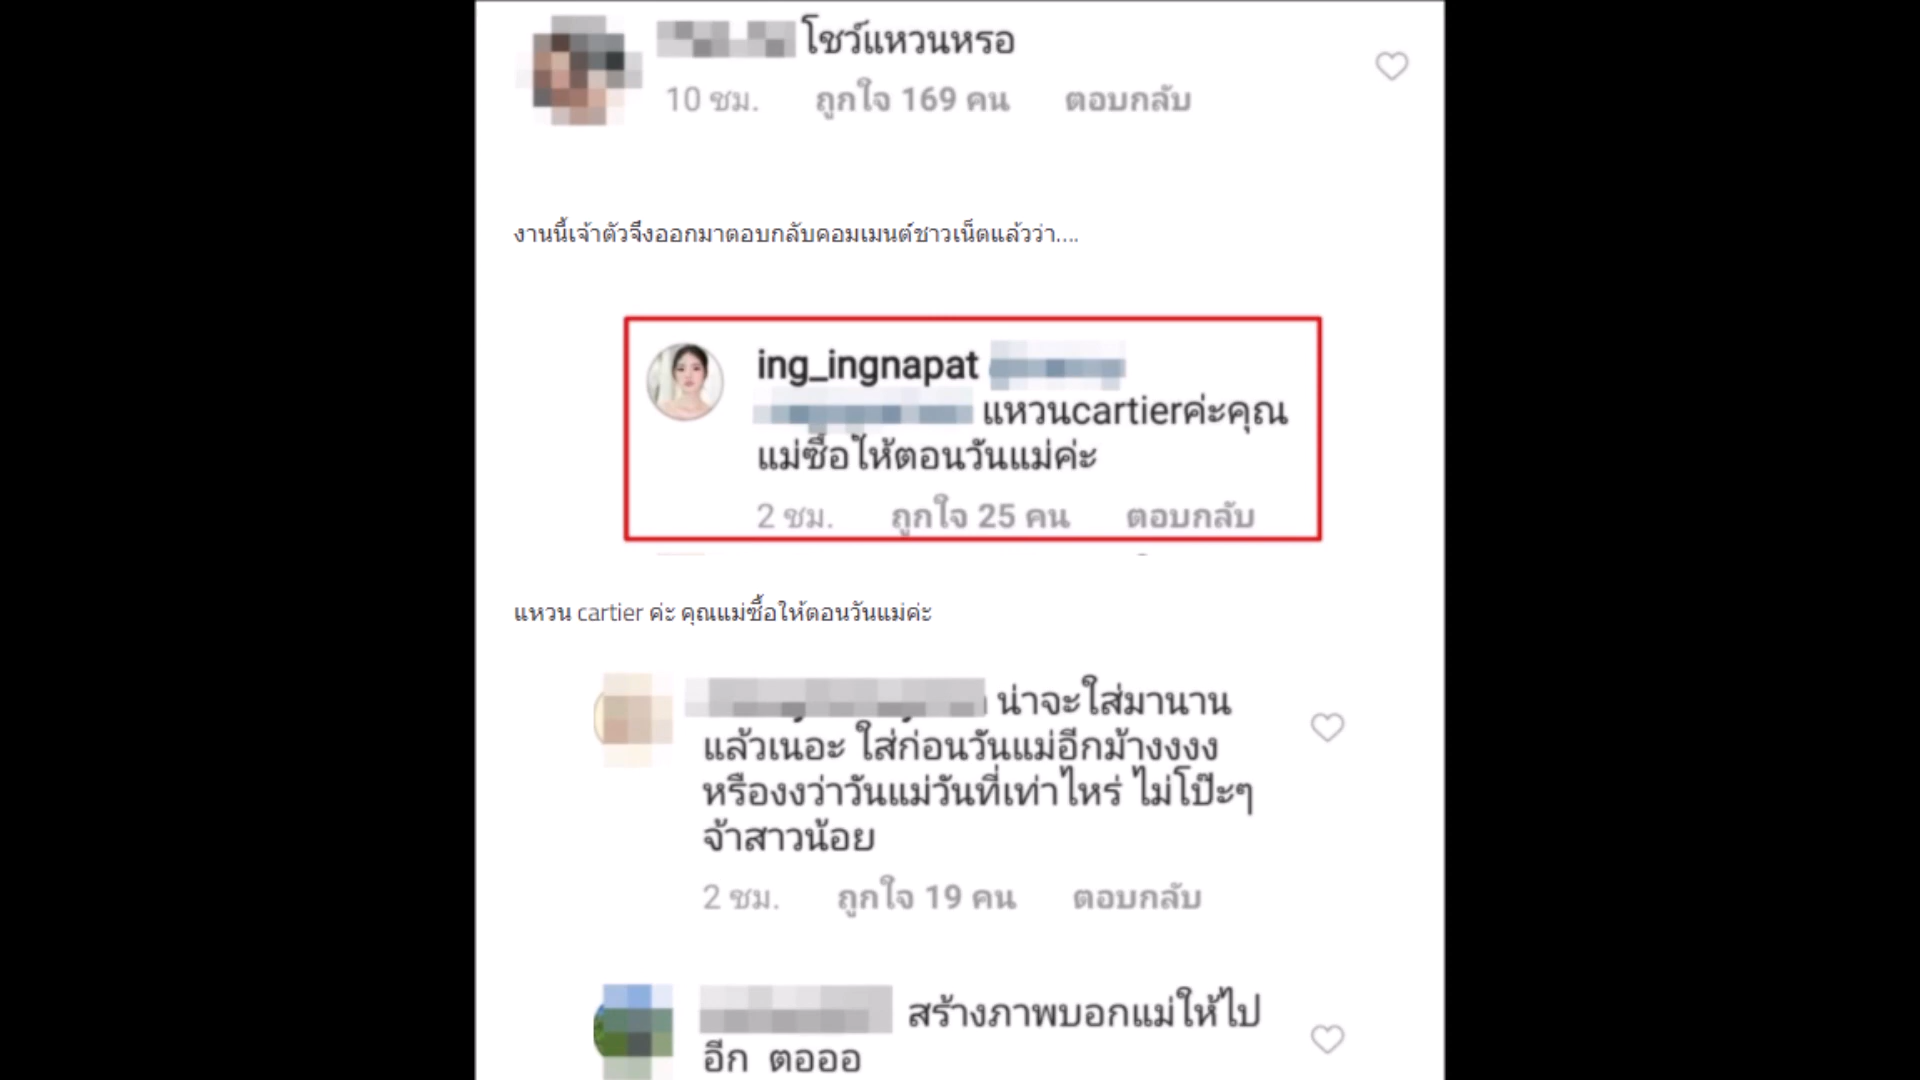 โชว์แหวนหรอ
10 ชม. ถูกใจ 169 คน ตอบกลับ
งานนี้เจ้าตัวจึงออกมาตอบกลับคอมเมนต์ชาวเน็ตแล้วว่า....
ing_ingnapat
แหวนcartierค่ะคุณ
แม่ซื้อให้ตอนวันแม่ค่ะ
2 ชม. ถูกใจ 25 คน ตอบกลับ
แหวน cartier ค่ะ คุณแม่ซื้อให้ตอนวันแม่ค่ะ
น่าจะใส่มานาน
แล้วเนอะ ใส่ก่อนวันแม่อีกม้างงงง
หรืองงว่าวันแม่วันที่เท่าไหร่ ไม่โป๊ะๆ
จ้าสาวน้อย
2 ชม. ถูกใจ 19 คน ตอบกลับ
สร้างภาพบอกแม่ให้ไป
อีก ตอออ